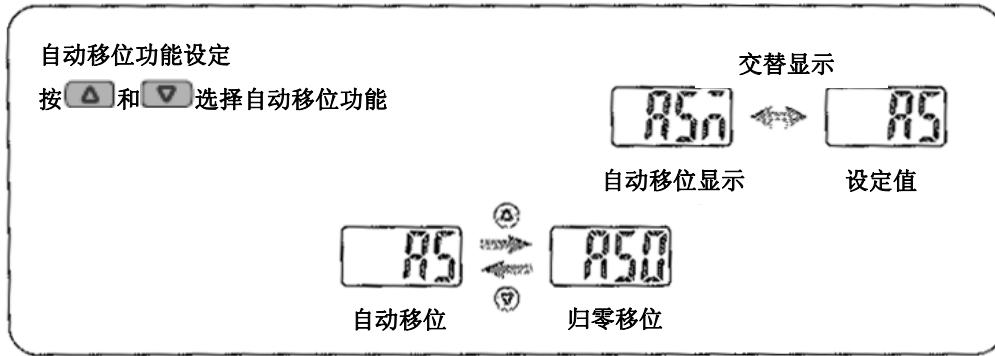 自动移位功能设定
按和选择自动移位功能
交替显示
ASn AS
自动移位显示 设定值
AS AS0
自动移位 归零移位